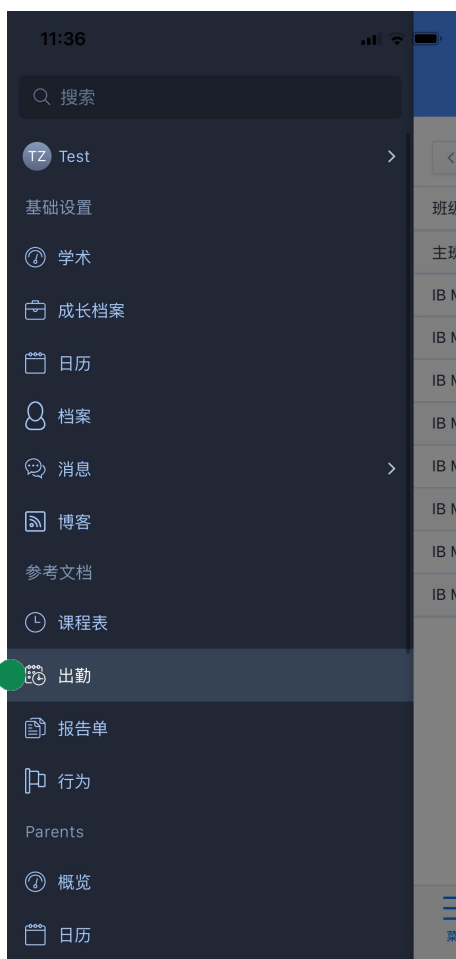 11:36
搜索
TZ Test
基础设置
学术
成长档案
日历
档案
消息
博客
参考文档
课程表
出勤
报告单
行为
Parents
概览
日历
班级
主班
IB M
IB M
IB M
IB M
IB M
IB M
IB M
IB M
菜